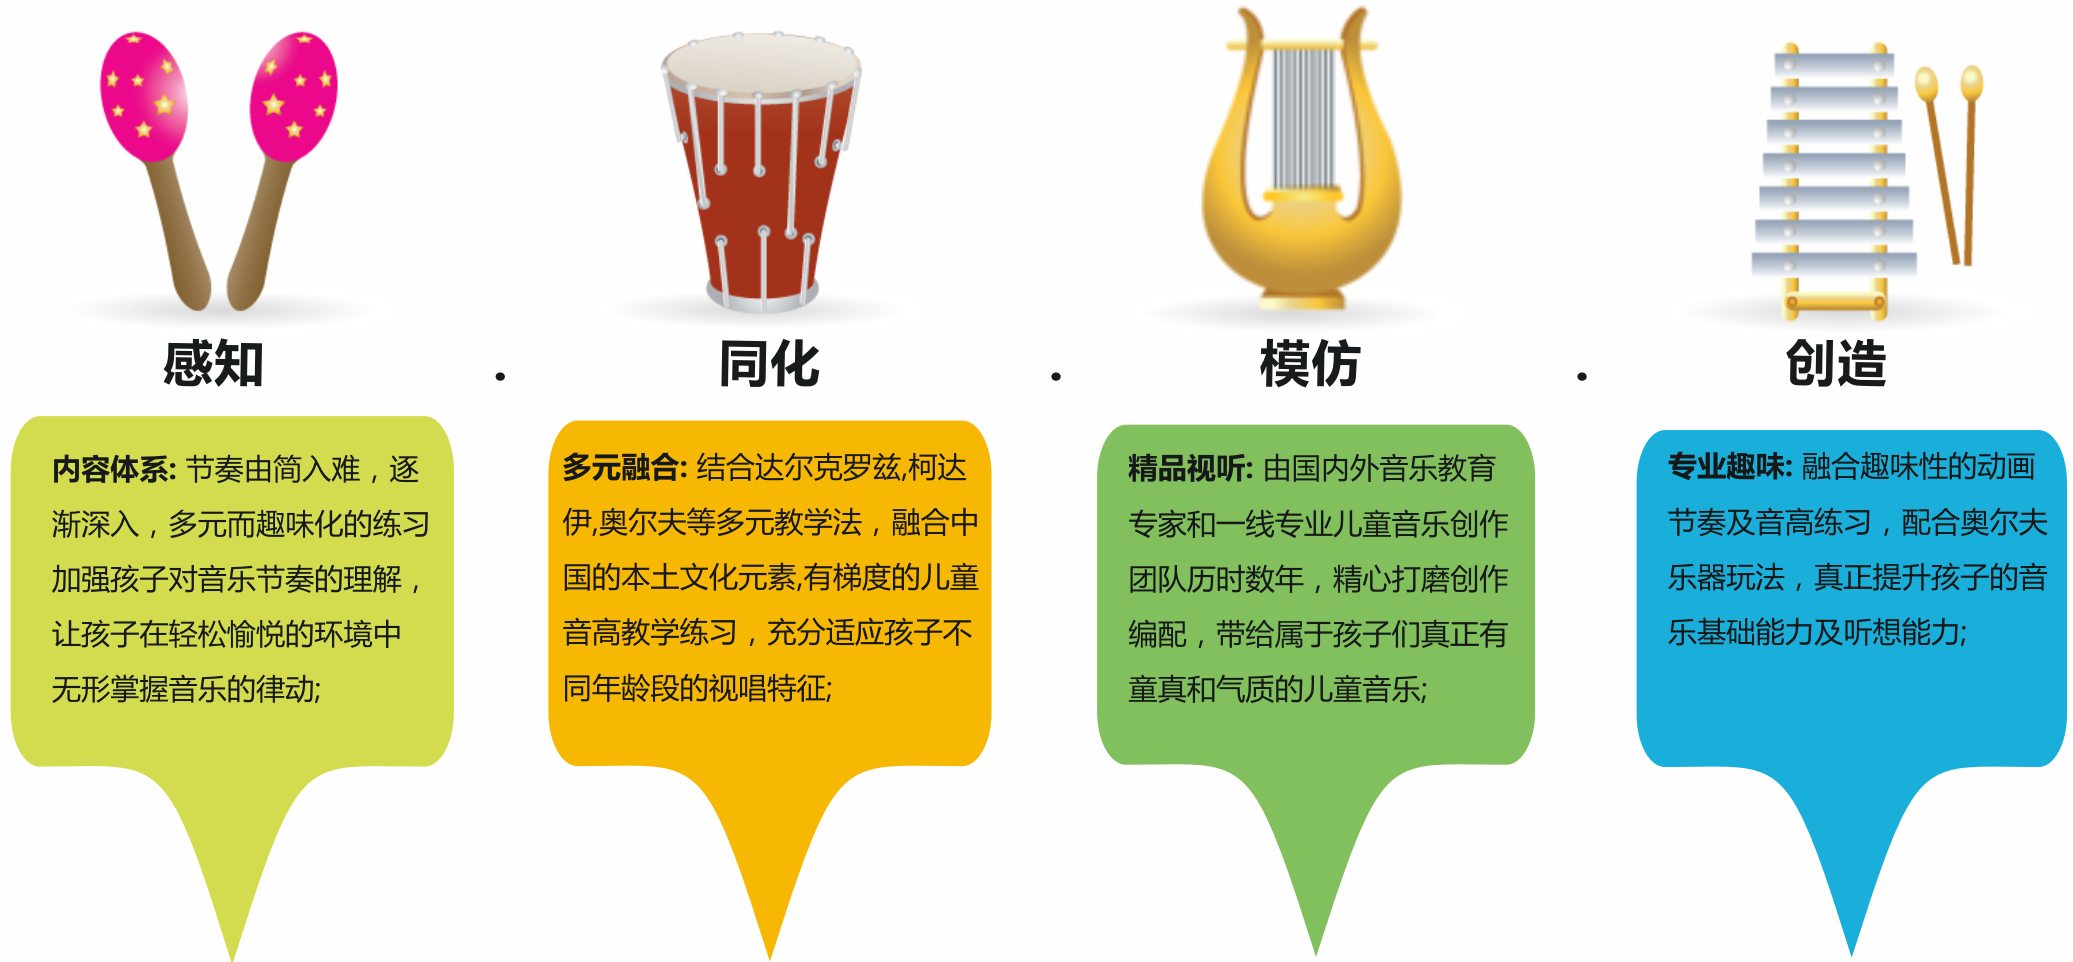 感知 . 同化 . 模仿 . 创造
内容体系: 节奏由简入难，逐
渐深入，多元而趣味化的练习
加强孩子对音乐节奏的理解，
让孩子在轻松愉悦的环境中
无形掌握音乐的律动;
多元融合: 结合达尔克罗兹,柯达
伊,奥尔夫等多元教学法，融合中
国的本土文化元素,有梯度的儿童
音高教学练习，充分适应孩子不
同年龄段的视唱特征;
精品视听: 由国内外音乐教育
专家和一线专业儿童音乐创作
团队历时数年，精心打磨创作
编配，带给属于孩子们真正有
童真和气质的儿童音乐;
专业趣味: 融合趣味性的动画
节奏及音高练习，配合奥尔夫
乐器玩法，真正提升孩子的音
乐基础能力及听想能力;